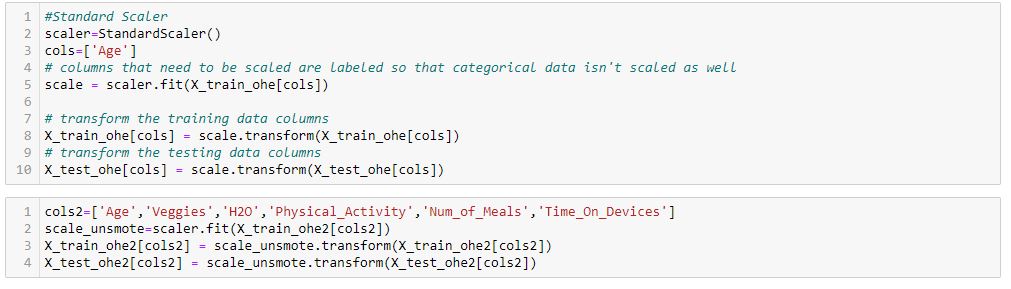 1 #Standard Scaler
2 scaler=StandardScaler()
3 cols=['Age']
4 # columns that need to be scaled are labeled so that categorical data isn't scaled as well
5 scale = scaler.fit(X_train_ohe[cols])
6
7 # transform the training data columns
8 X_train_ohe[cols] = scale.transform(X_train_ohe[cols])
9 # transform the testing data columns
10 X_test_ohe[cols] = scale.transform(X_test_ohe[cols])
1 cols2=['Age','Veggies','H2O','Physical_Activity','Num_of_Meals','Time_On_Devices']
2 scale_unsmote=scaler.fit(X_train_ohe2[cols2])
3 X_train_ohe2[cols2] = scale_unsmote.transform(X_train_ohe2[cols2])
4 X_test_ohe2[cols2] = scale_unsmote.transform(X_test_ohe2[cols2])